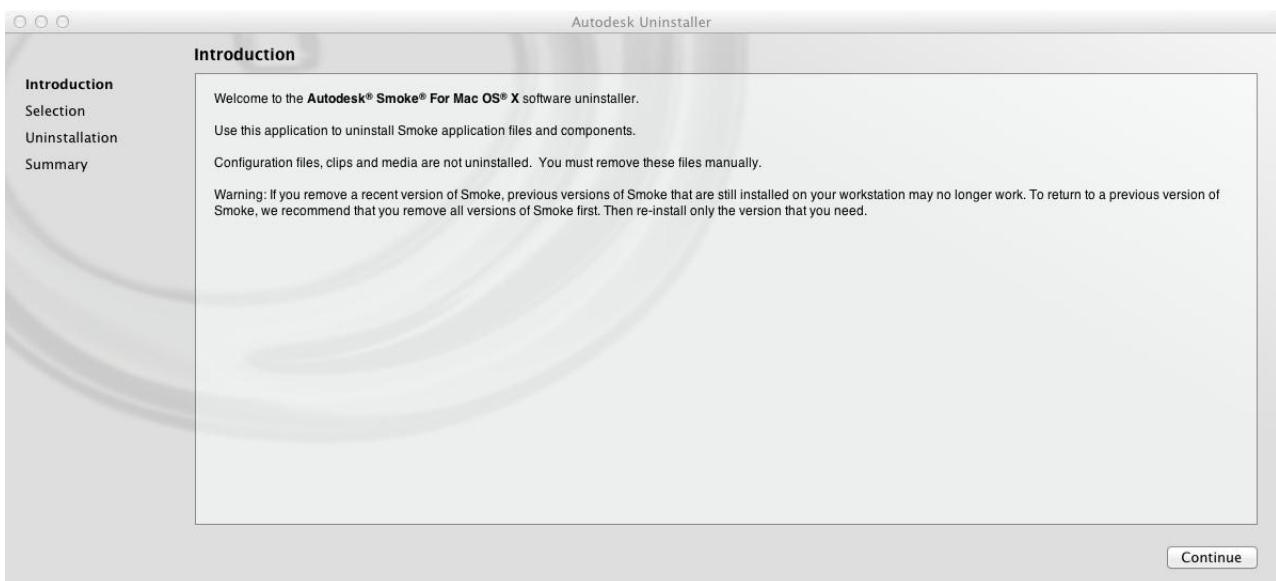 Autodesk Uninstaller
Introduction
Introduction
Selection
Uninstallation
Summary
Welcome to the Autodesk® Smoke® For Mac OS® X software uninstaller.
Use this application to uninstall Smoke application files and components.
Configuration files, clips and media are not uninstalled. You must remove these files manually.
Warning: If you remove a recent version of Smoke, previous versions of Smoke that are still installed on your workstation may no longer work. To return to a previous version of
Smoke, we recommend that you remove all versions of Smoke first. Then re-install only the version that you need.
Continue